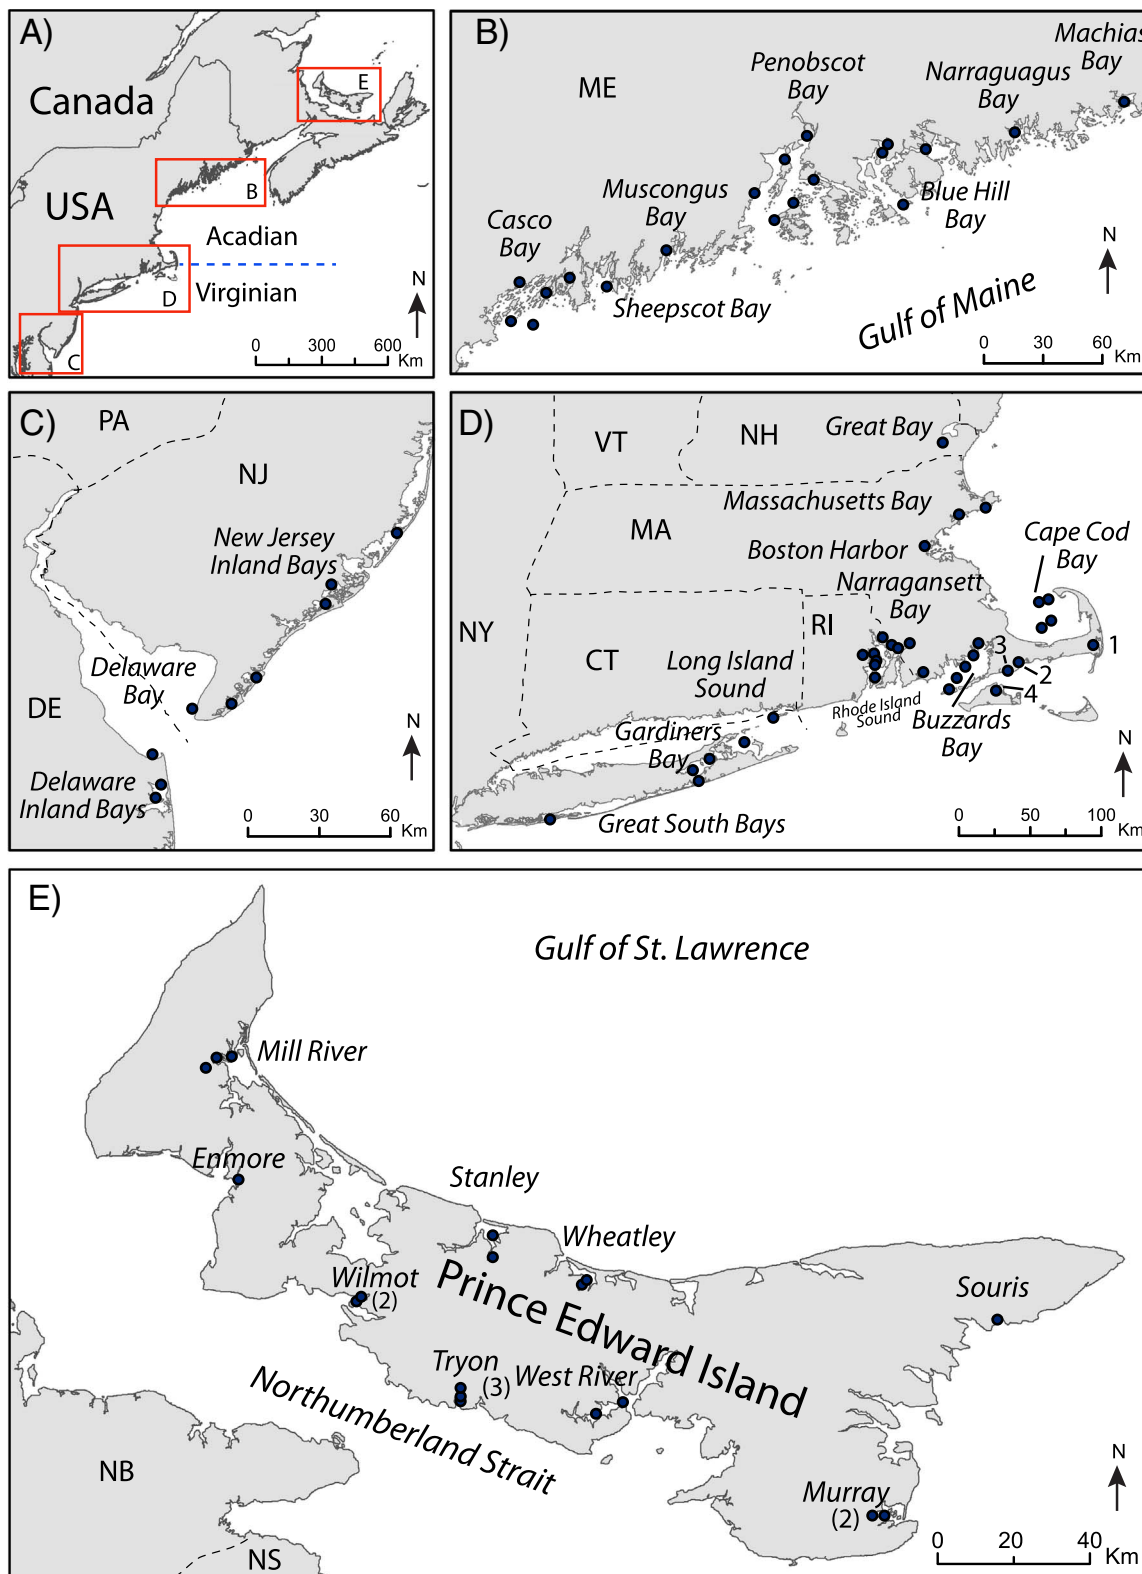 A)
Canada
E
B
USA
Acadian
Virginian
D
C
N
0 300 600
Km
B)
ME
Penobscot
Bay
Narraguagus
Bay
Machias
Bay
Muscongus
Bay
Casco
Bay
Blue Hill
Bay
Sheepscot Bay
Gulf of Maine
N
0 30 60
Km
C)
PA
NJ
New Jersey
Inland Bays
Delaware
Bay
DE
Delaware
Inland Bays
N
0 30 60
Km
D)
VT
NH
Great Bay
Massachusetts Bay
MA
Boston Harbor
Cape Cod
Bay
Narragansett
Bay
NY
CT
RI
Long Island
Sound
1
3
2
4
Rhode Island
Sound
Buzzards
Bay
Gardiners
Bay
Great South Bays
N
0 50 100
Km
E)
Gulf of St. Lawrence
Mill River
Enmore
Stanley
Wheatley
Wilmot
(2)
Prince Edward Island
Souris
Tryon
(3)
West River
Northumberland Strait
NB
NS
Murray
(2)
N
0 20 40
Km